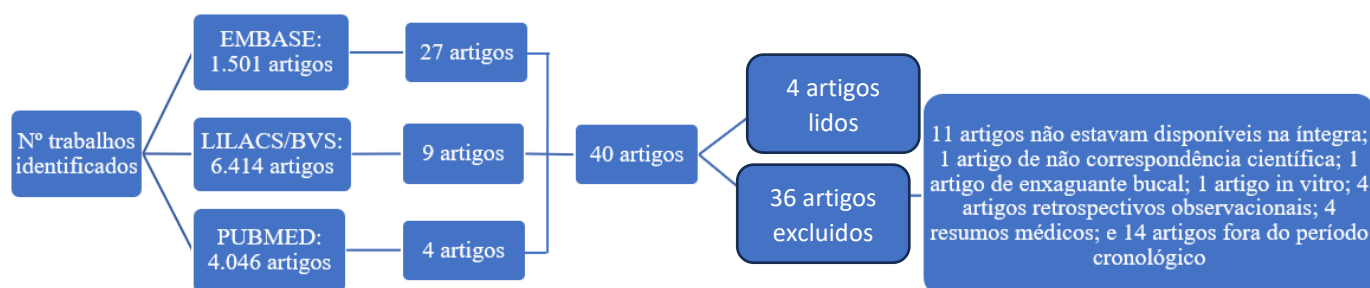 Nº trabalhos
identificados
EMBASE:
1.501 artigos
27 artigos
LILACS/BVS:
6.414 artigos
9 artigos
PUBMED:
4.046 artigos
4 artigos
40 artigos
4 artigos
lidos
36 artigos
excluidos
11 artigos não estavam disponíveis na íntegra;
1 artigo de não correspondência científica; 1
artigo de enxaguante bucal; 1 artigo in vitro; 4
artigos retrospectivos observacionais; 4
resumos médicos; e 14 artigos fora do período
cronológico